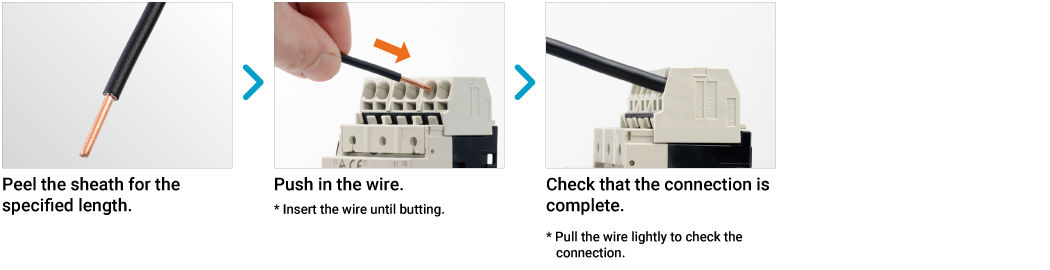 Peel the sheath for the
specified length.
Push in the wire.
* Insert the wire until butting.
Check that the connection is
complete.
* Pull the wire lightly to check the
connection.